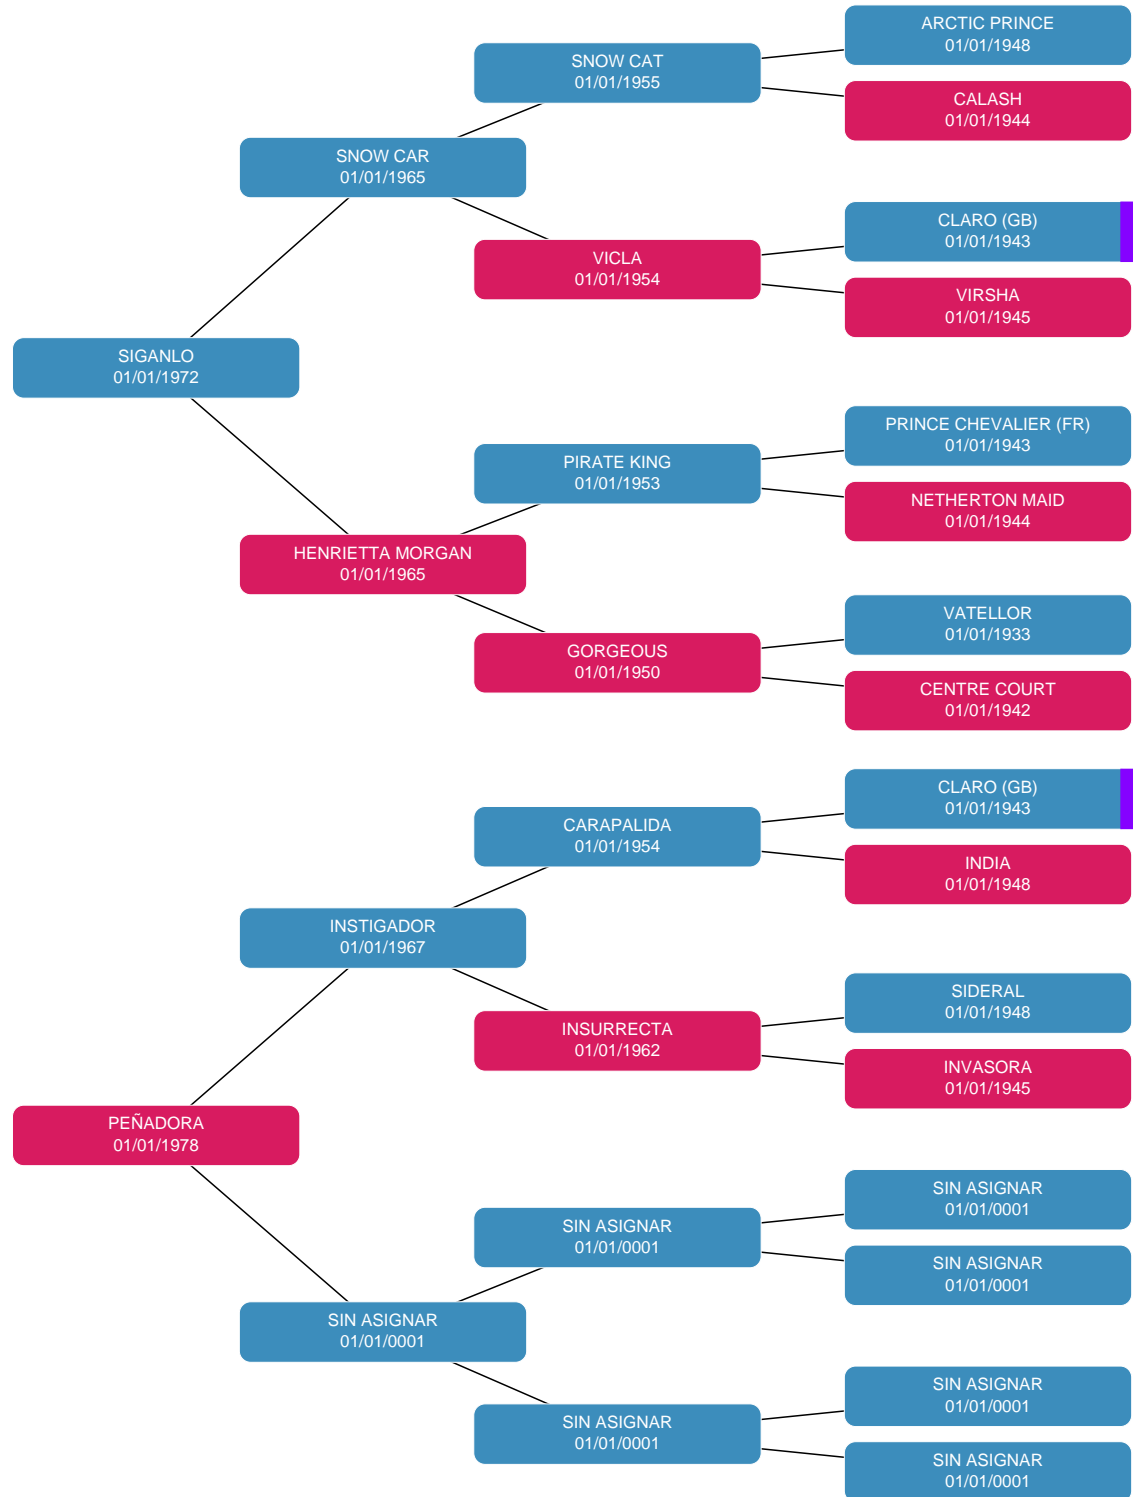 ARCTIC PRINCE
01/01/1948
SNOW CAT
01/01/1955
CALASH
01/01/1944
SNOW CAR
01/01/1965
CLARO (GB)
01/01/1943
VICLA
01/01/1954
VIRSHA
01/01/1945
SIGANLO
01/01/1972
PRINCE CHEVALIER (FR)
01/01/1943
PIRATE KING
01/01/1953
NETHERTON MAID
01/01/1944
HENRIETTA MORGAN
01/01/1965
VATELLOR
01/01/1933
GORGEOUS
01/01/1950
CENTRE COURT
01/01/1942
CLARO (GB)
01/01/1943
CARAPALIDA
01/01/1954
INDIA
01/01/1948
INSTIGADOR
01/01/1967
SIDERAL
01/01/1948
INSURRECTA
01/01/1962
INVASORA
01/01/1945
PEÑADORA
01/01/1978
SIN ASIGNAR
01/01/0001
SIN ASIGNAR
01/01/0001
SIN ASIGNAR
01/01/0001
SIN ASIGNAR
01/01/0001
SIN ASIGNAR
01/01/0001
SIN ASIGNAR
01/01/0001
SIN ASIGNAR
01/01/0001